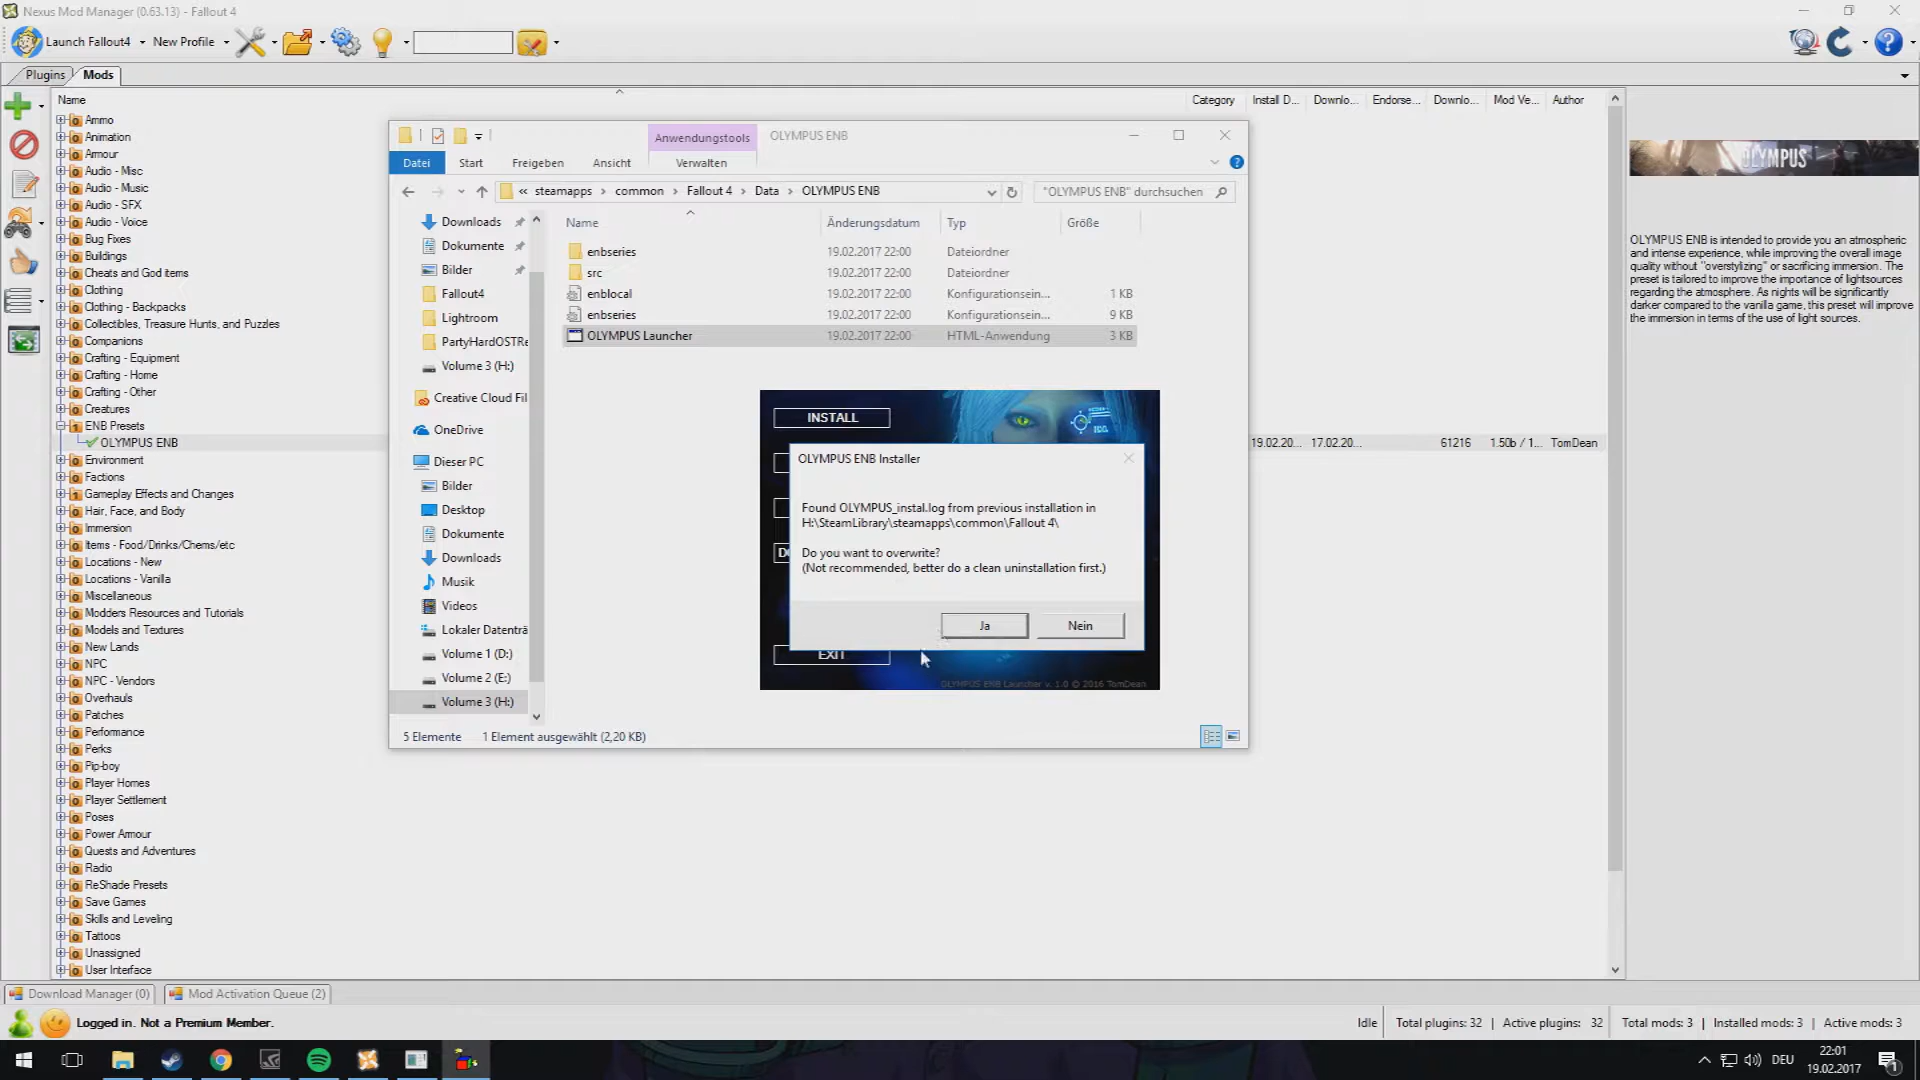 Nexus Mod Manager (0.63.13) - Fallout 4
Launch Fallout4
New Profile
Plugins
Mods
Name
Category
Install D...
Downlo...
Endorse...
Downlo...
Mod Ve...
Author
Ammo
Animation
Armour
Audio - Misc
Audio - Music
Audio - SFX
Audio - Voice
Bug Fixes
Buildings
Cheats and God items
Clothing
Clothing - Backpacks
Collectibles, Treasure Hunts, and Puzzles
Companions
Crafting - Equipment
Crafting - Home
Crafting - Other
Creatures
ENB Presets
OLYMPUS ENB
19.02.20...
17.02.20...
61216
1.50b / 1...
TomDean
Environment
Factions
Gameplay Effects and Changes
Hair, Face, and Body
Immersion
Items - Food/Drinks/Chems/etc
Locations - New
Locations - Vanilla
Miscellaneous
Modders Resources and Tutorials
Models and Textures
New Lands
NPC
NPC - Vendors
Overhauls
Patches
Performance
Perks
Pip-boy
Player Homes
Player Settlement
Poses
Power Armour
Quests and Adventures
Radio
ReShade Presets
Save Games
Skills and Leveling
Tattoos
Unassigned
User Interface
Anwendungstools
OLYMPUS ENB
Datei
Start
Freigeben
Ansicht
Verwalten
« steamapps > common > Fallout 4 > Data > OLYMPUS ENB
"OLYMPUS ENB" durchsuchen
Downloads
Dokumente
Bilder
Fallout4
Lightroom
PartyHardOSTRe
Volume 3 (H:)
Creative Cloud Fil
OneDrive
Dieser PC
Bilder
Desktop
Dokumente
Downloads
Musik
Videos
Lokaler Datenträ
Volume 1 (D:)
Volume 2 (E:)
Volume 3 (H:)
Name
Änderungsdatum
Typ
Größe
enbseries 19.02.2017 22:00 Dateiordner
src 19.02.2017 22:00 Dateiordner
enblocal 19.02.2017 22:00 Konfigurationsein... 1 KB
enbseries 19.02.2017 22:00 Konfigurationsein... 9 KB
OLYMPUS Launcher 19.02.2017 22:00 HTML-Anwendung 3 KB
5 Elemente
1 Element ausgewählt (2,20 KB)
INSTALL
OLYMPUS ENB Installer
Found OLYMPUS_instal.log from previous installation in
H:\SteamLibrary\steamapps\common\Fallout 4\
Do you want to overwrite?
(Not recommended, better do a clean uninstallation first.)
Ja
Nein
EXIT
OLYMPUS ENB Launcher v. 1.0 © 2016 TomDean
OLYMPUS
OLYMPUS ENB is intended to provide you an atmospheric
and intense experience, while improving the overall image
quality without "overstylizing" or sacrificing immersion. The
preset is tailored to improve the importance of lightsources
regarding the atmosphere. As nights will be significantly
darker compared to the vanilla game, this preset will improve
the immersion in terms of the use of light sources.
Download Manager (0)
Mod Activation Queue (2)
Logged in. Not a Premium Member.
Idle
Total plugins: 32 | Active plugins: 32
Total mods: 3 | Installed mods: 3 | Active mods: 3
DEU
22:01
19.02.2017
1